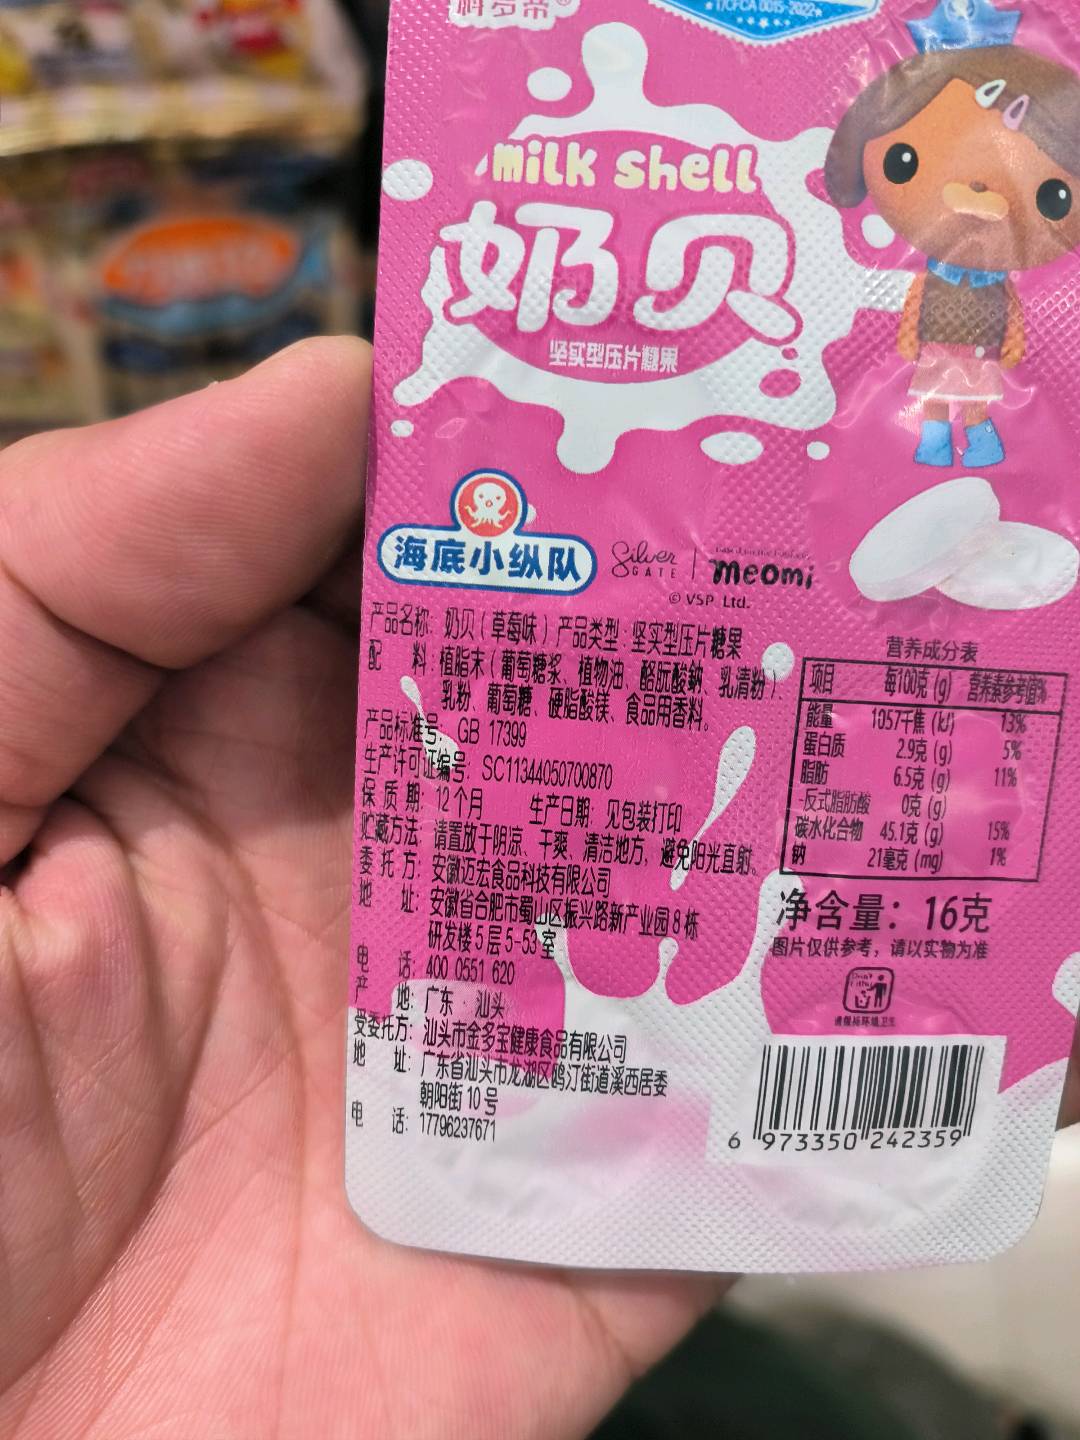 T/CFCA 0015-2022
milk shell
奶贝
坚实型压片糖果
海底小纵队
Silver GATE
meomi
© VSP Ltd.
产品名称: 奶贝(草莓味) 产品类型: 坚实型压片糖果
配 料: 植脂末(葡萄糖浆、植物油、酪朊酸钠、乳清粉)、
乳粉、葡萄糖、硬脂酸镁、食品用香料。
产品标准号: GB 17399
生产许可证编号: SC11344050700870
保 质 期: 12个月 生产日期: 见包装打印
贮藏方法: 请置放于阴凉、干爽、清洁地方, 避免阳光直射。
委 托 方: 安徽迈宏食品科技有限公司
地 址: 安徽省合肥市蜀山区振兴路新产业园8栋
研发楼5层5-53室
电 话: 400 0551 620
产 地: 广东·汕头
受委托方: 汕头市金多宝健康食品有限公司
地 址: 广东省汕头市龙湖区鸥汀街道溪西居委
朝阳街10号
电 话: 17796237671
营养成分表
项目 每100克(g) 营养素参考值%
能量 1057千焦(kJ) 13%
蛋白质 2.9克(g) 5%
脂肪 6.5克(g) 11%
-反式脂肪酸 0克(g)
碳水化合物 45.1克(g) 15%
钠 21毫克(mg) 1%
净含量: 16克
图片仅供参考, 请以实物为准
请保持环境卫生
6 973350 242359